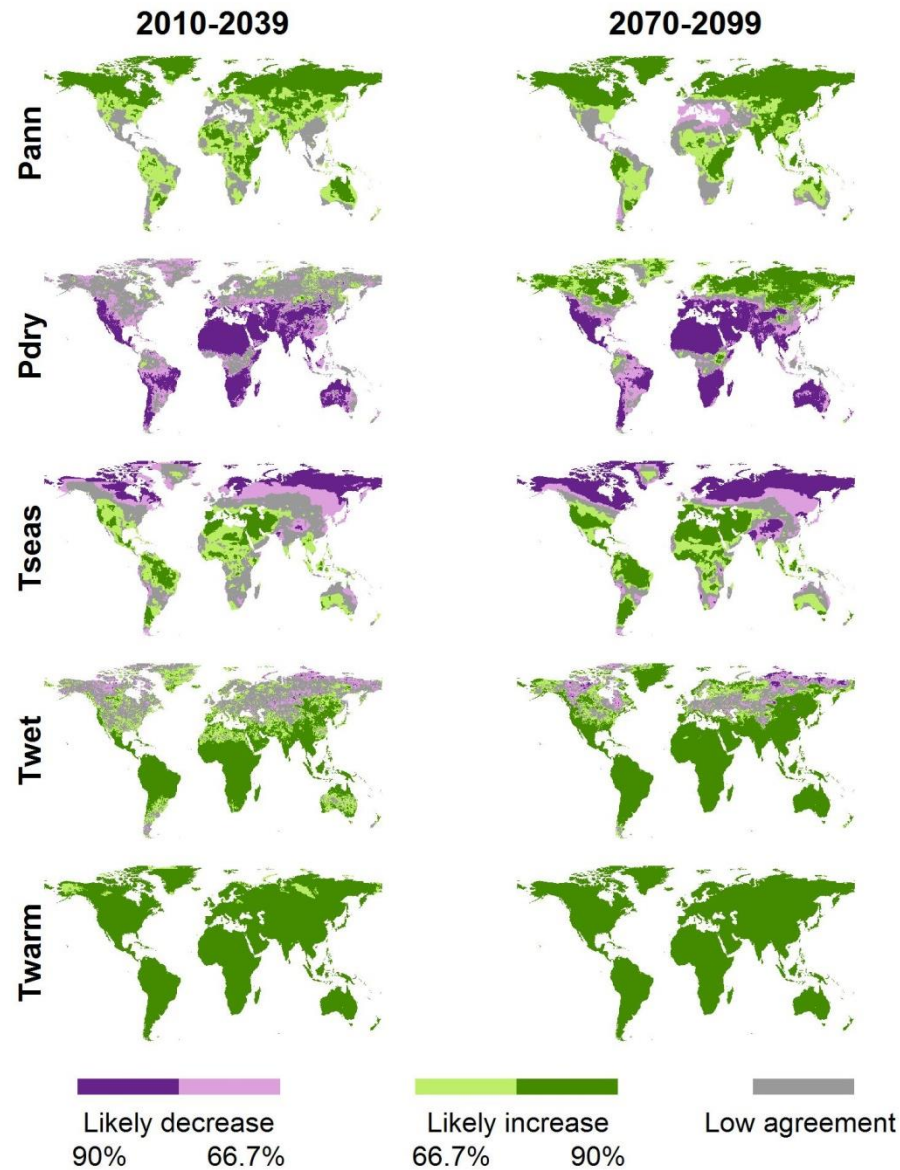 2010-2039 2070-2099
Pann
Pdry
Tseas
Twet
Twarm
Likely decrease Likely increase Low agreement
90% 66.7% 66.7% 90%